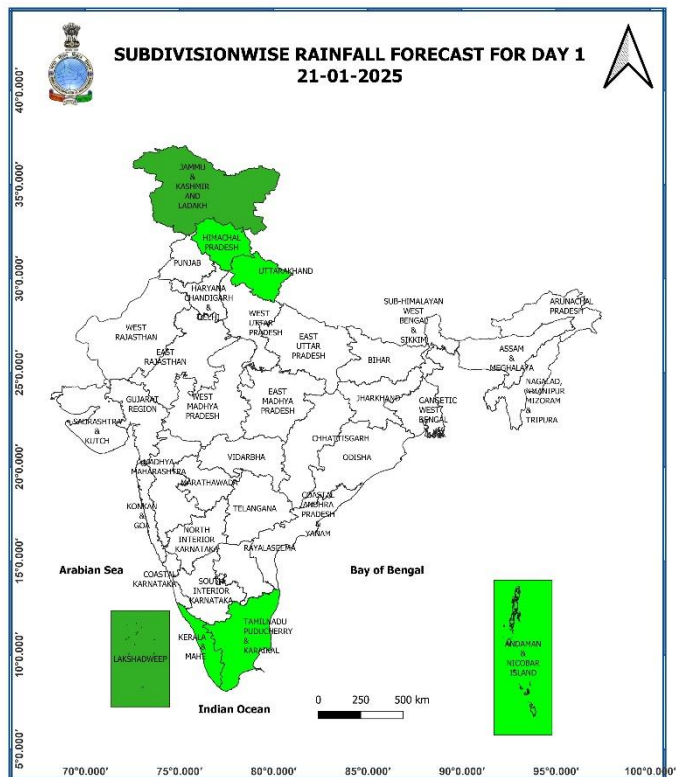 SUBDIVISIONWISE RAINFALL FORECAST FOR DAY 1
21-01-2025
40°0.000'
35°0.000'
30°0.000'
25°0.000'
20°0.000'
15°0.000'
10°0.000'
5°0.000'
JAMMU
&
KASHMIR
AND
LADAKH
HIMACHAL
PRADESH
PUNJAB
UTTARAKHAND
HARYANA
CHANDIGARH
&
DELHI
WEST
UTTAR
PRADESH
SUB-HIMALAYAN
WEST
BENGAL
&
SIKKIM
ARUNACHAL
PRADESH
WEST
RAJASTHAN
EAST
RAJASTHAN
EAST
UTTAR
PRADESH
BIHAR
ASSAM
&
MEGHALAYA
NAGALAD,
MANIPUR
MIZORAM
&
TRIPURA
GUJARAT
REGION
WEST
MADHYA
PRADESH
EAST
MADHYA
PRADESH
JHARKHAND
GANGETIC
WEST
BENGAL
SAURASHTRA
&
KUTCH
CHHATTISGARH
ODISHA
VIDARBHA
MADHYA
MAHARASHTRA
MARATHAWADA
KONKAN
&
GOA
TELANGANA
COASTAL
ANDHRA
PRADESH
&
YANAM
NORTH
INTERIOR
KARNATAKA
RAYALASEEMA
Arabian Sea
Bay of Bengal
COASTAL
KARNATAKA
SOUTH
INTERIOR
KARNATAKA
LAKSHADWEEP
KERALA
&
MAHE
TAMILNADU
PUDUCHERRY
&
KARAIKAL
ANDAMAN
&
NICOBAR
ISLAND
Indian Ocean
0 250 500 km
70°0.000' 75°0.000' 80°0.000' 85°0.000' 90°0.000' 95°0.000' 100°0.000'